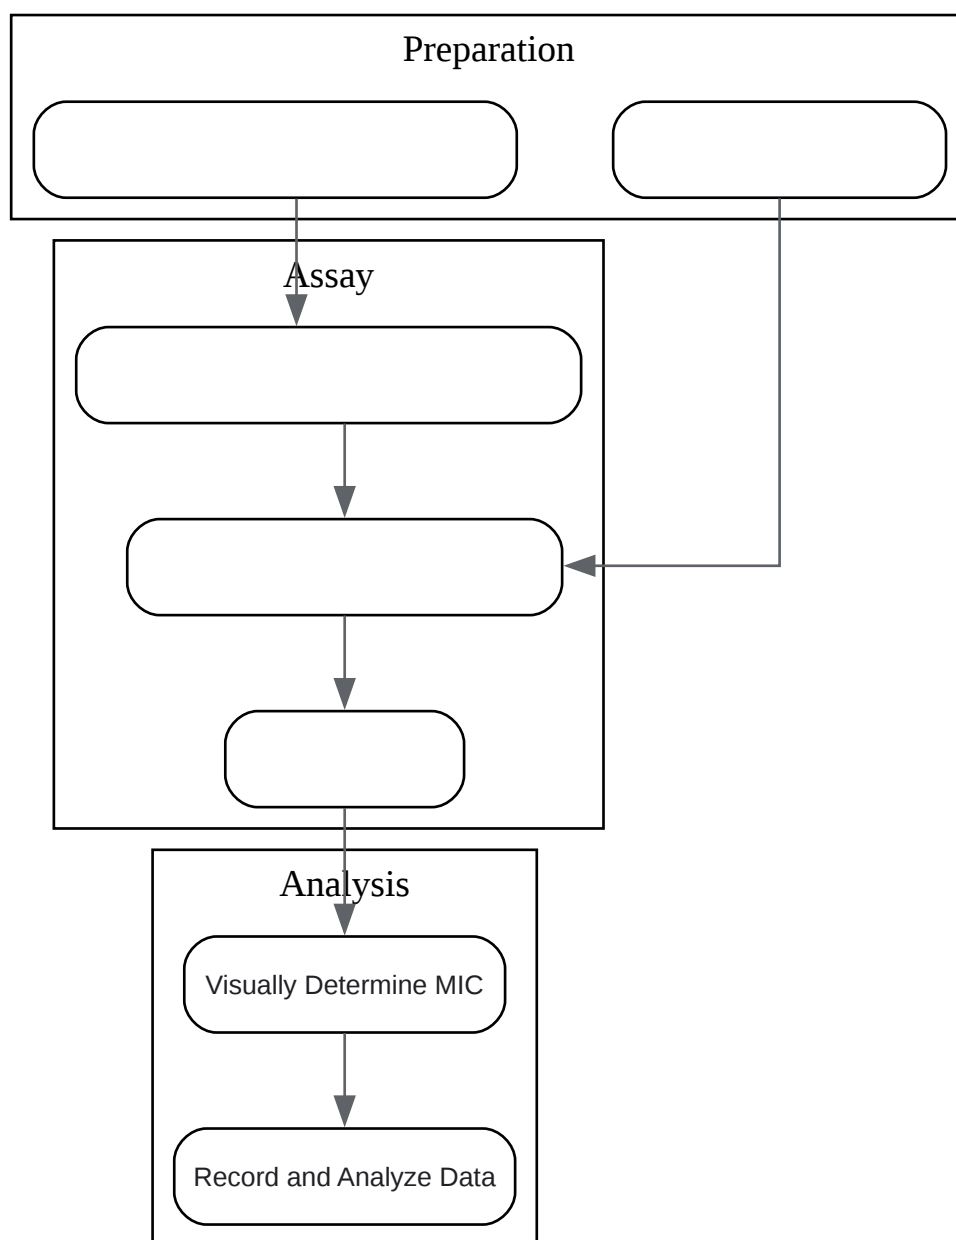 Preparation
Assay
Analysis
Visually Determine MIC
Record and Analyze Data